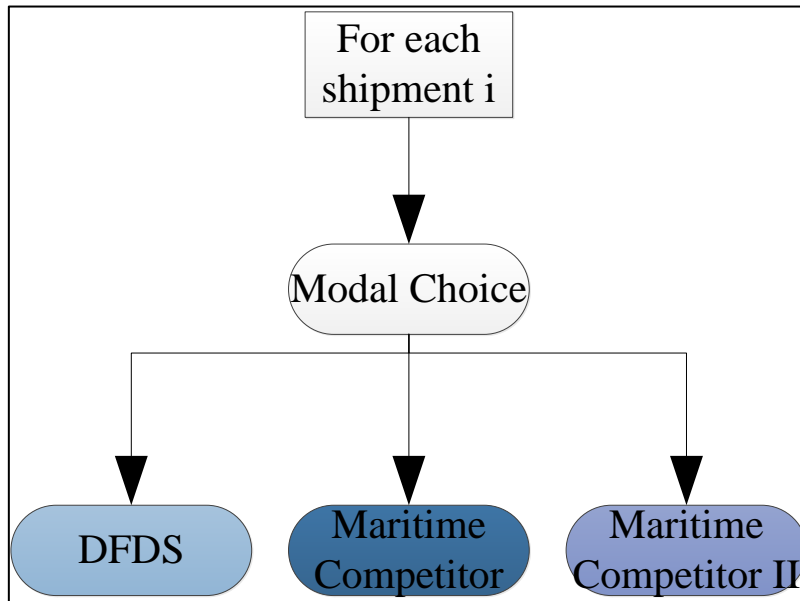 For each
shipment i
Modal Choice
DFDS
Maritime
Competitor
Maritime
Competitor II